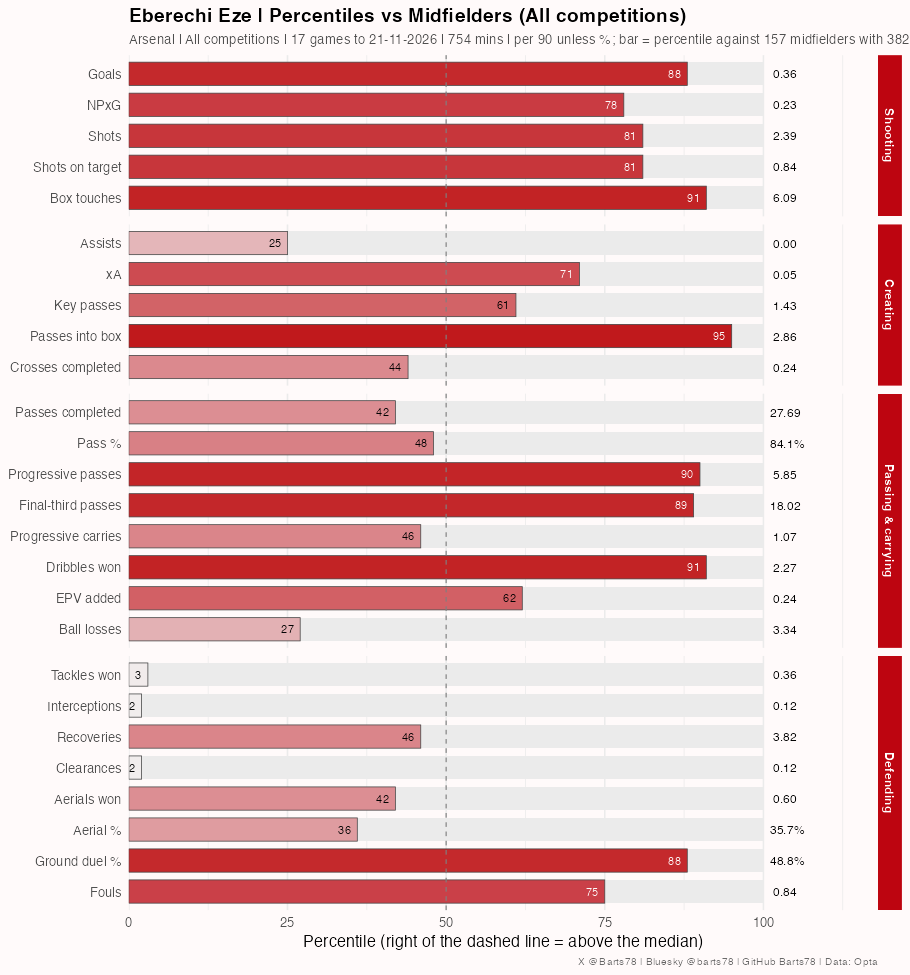 Eberechi Eze | Percentiles vs Midfielders (All competitions)
Arsenal | All competitions | 17 games to 21-11-2026 | 754 mins | per 90 unless %; bar = percentile against 157 midfielders with 382
Goals 88 0.36
NPxG 78 0.23
Shots 81 2.39
Shots on target 81 0.84
Box touches 91 6.09
Shooting
Assists 25 0.00
xA 71 0.05
Key passes 61 1.43
Passes into box 95 2.86
Crosses completed 44 0.24
Creating
Passes completed 42 27.69
Pass % 48 84.1%
Progressive passes 90 5.85
Final-third passes 89 18.02
Progressive carries 46 1.07
Dribbles won 91 2.27
EPV added 62 0.24
Ball losses 27 3.34
Passing & carrying
Tackles won 3 0.36
Interceptions 2 0.12
Recoveries 46 3.82
Clearances 2 0.12
Aerials won 42 0.60
Aerial % 36 35.7%
Ground duel % 88 48.8%
Fouls 75 0.84
Defending
0 25 50 75 100
Percentile (right of the dashed line = above the median)
X @Barts78 | Bluesky @barts78 | GitHub Barts78 | Data: Opta